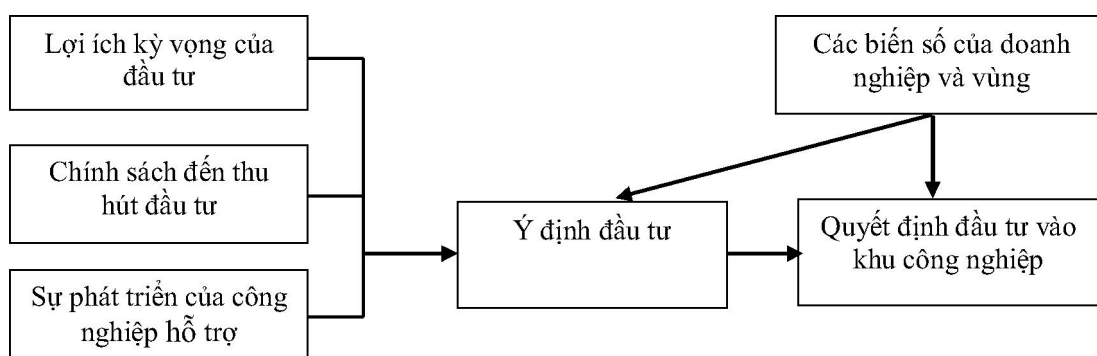 Lợi ích kỳ vọng của
đầu tư
Các biến số của doanh
nghiệp và vùng
Chính sách đến thu
hút đầu tư
Ý định đầu tư
Quyết định đầu tư vào
khu công nghiệp
Sự phát triển của công
nghiệp hỗ trợ